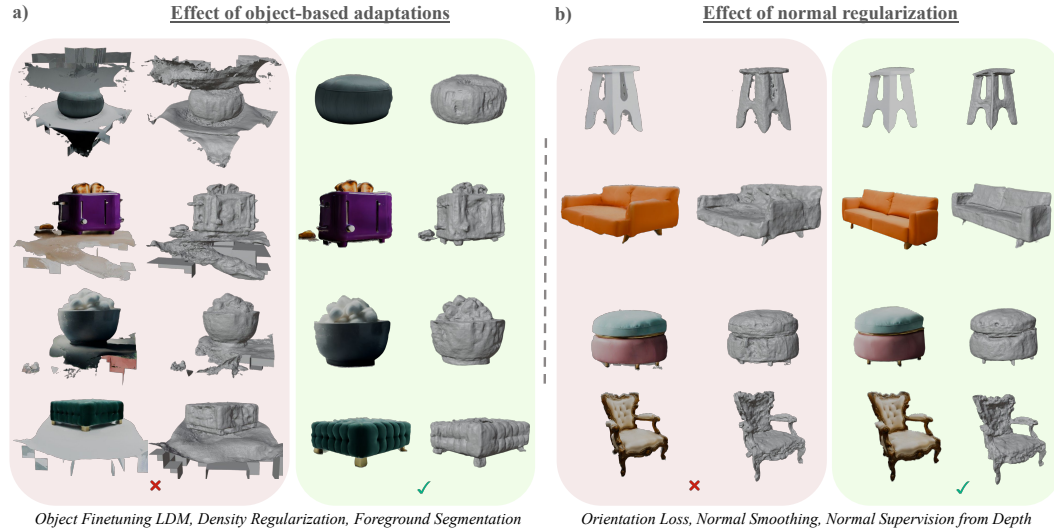 a)
Effect of object-based adaptations
b)
Effect of normal regularization
Object Finetuning LDM, Density Regularization, Foreground Segmentation
Orientation Loss, Normal Smoothing, Normal Supervision from Depth